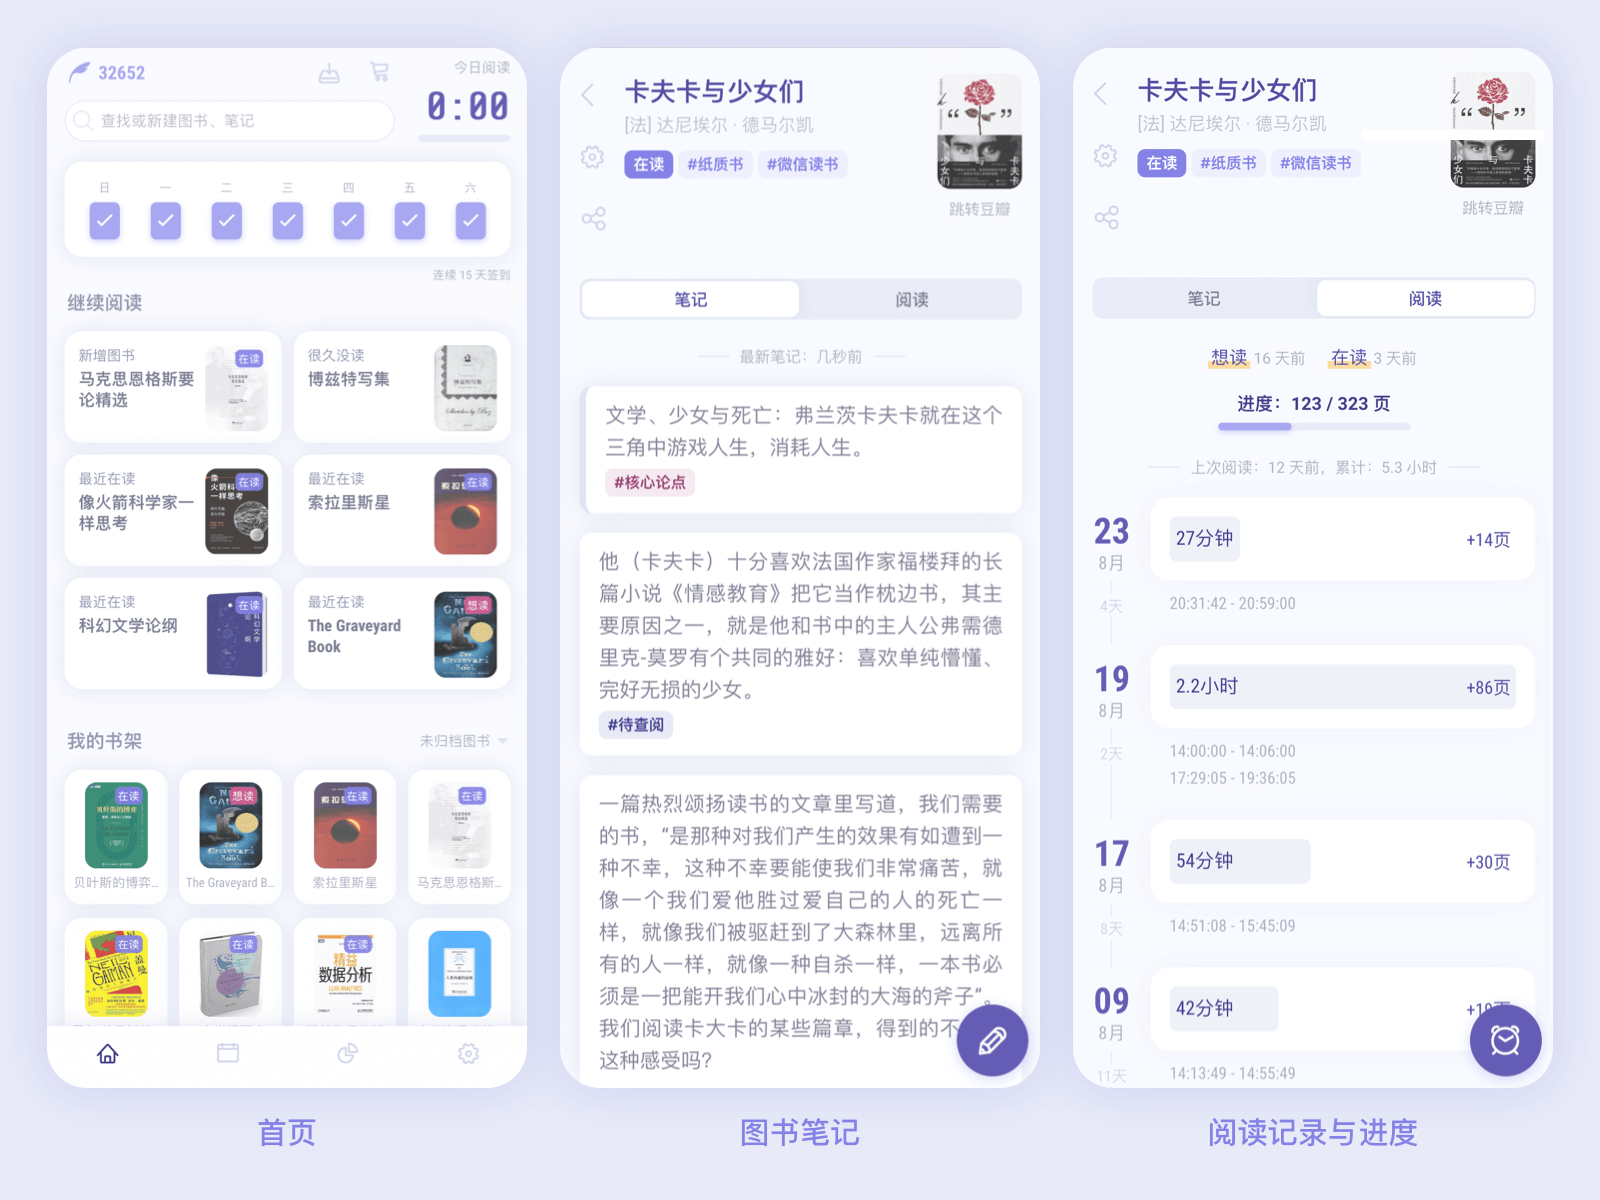 32652
今日阅读
0:00
查找或新建图书、笔记
日 一 二 三 四 五 六
连续 15 天签到
继续阅读
新增图书
马克思恩格斯要
论精选
在读
很久没读
博兹特写集
Sketches by Boz
最近在读
像火箭科学家一
样思考
在读
最近在读
索拉里斯星
在读
最近在读
科幻文学论纲
在读
最近在读
The Graveyard
Book
想读
我的书架
未归档图书
在读
贝叶斯的博弈...
想读
The Graveyard B...
在读
索拉里斯星
在读
马克思恩格斯...
在读
NEIL
GAIMAN
在读
在读
精益
数据分析
首页
卡夫卡与少女们
[法] 达尼埃尔 · 德马尔凯
在读 #纸质书 #微信读书
跳转豆瓣
笔记 阅读
最新笔记：几秒前
文学、少女与死亡：弗兰茨卡夫卡就在这个
三角中游戏人生，消耗人生。
#核心论点
他（卡夫卡）十分喜欢法国作家福楼拜的长
篇小说《情感教育》把它当作枕边书，其主
要原因之一，就是他和书中的主人公弗需德
里克-莫罗有个共同的雅好：喜欢单纯懵懂、
完好无损的少女。
#待查阅
一篇热烈颂扬读书的文章里写道，我们需要
的书，“是那种对我们产生的效果有如遭到一
种不幸，这种不幸要能使我们非常痛苦，就
像一个我们爱他胜过爱自己的人的死亡一
样，就像我们被驱赶到了大森林里，远离所
有的人一样，就像一种自杀一样，一本书必
须是一把能开我们心中冰封的大海的斧子”。
我们阅读卡大卡的某些篇章，得到的不
这种感受吗?
图书笔记
卡夫卡与少女们
[法] 达尼埃尔 · 德马尔凯
在读 #纸质书 #微信读书
跳转豆瓣
笔记 阅读
想读 16 天前 在读 3 天前
进度：123 / 323 页
上次阅读：12 天前，累计：5.3 小时
23
8月
27分钟 +14页
4天
20:31:42 - 20:59:00
19
8月
2.2小时 +86页
2天
14:00:00 - 14:06:00
17:29:05 - 19:36:05
17
8月
54分钟 +30页
8天
14:51:08 - 15:45:09
09
8月
42分钟
11天
14:13:49 - 14:55:49
阅读记录与进度